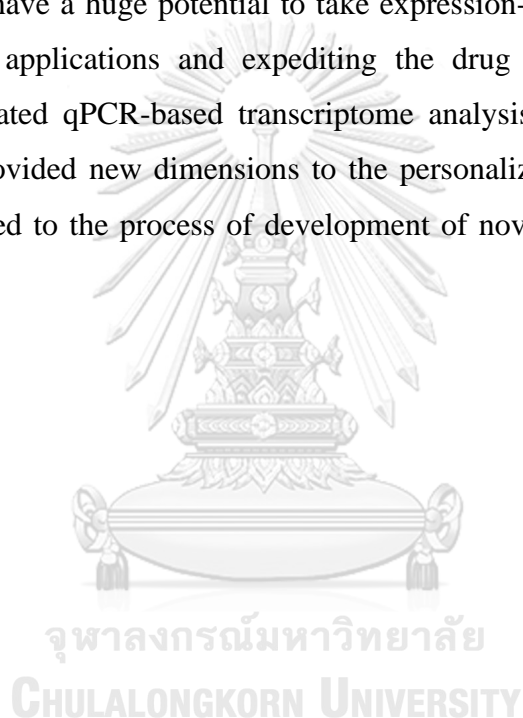 have a huge potential to take expression-
applications and expediting the drug
ated qPCR-based transcriptome analysis
ovided new dimensions to the personaliz
ed to the process of development of nov
จุฬาลงกรณ์มหาวิทยาลัย
CHULALONGKORN UNIVERSITY